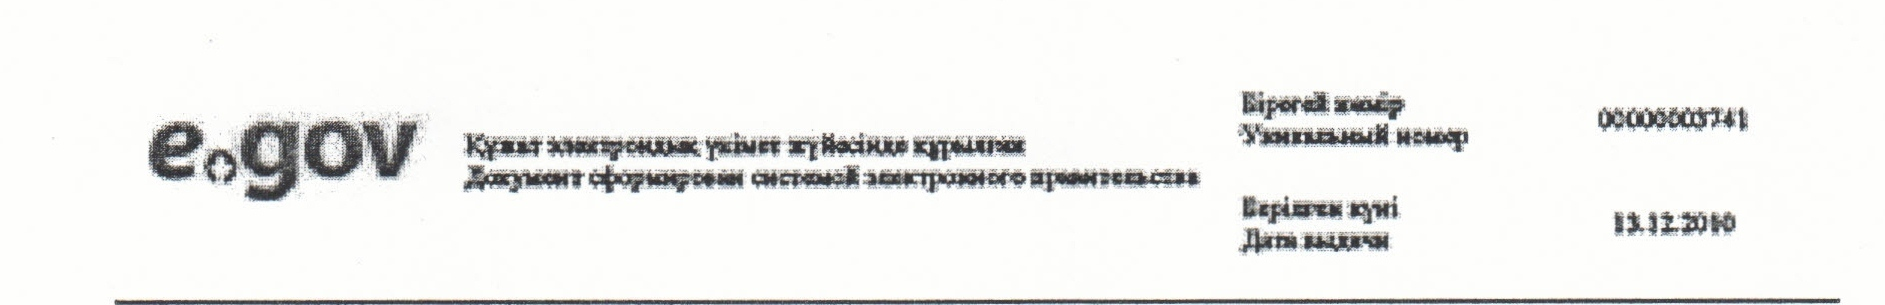 e.gov
Құжат электрондық үкімет жүйесінде құрылған
Документ сформирован системой электронного правительства
Бірегей нөмір
Уникальный номер
00000003741
Берілген күні
Дата выдачи
13.12.2010